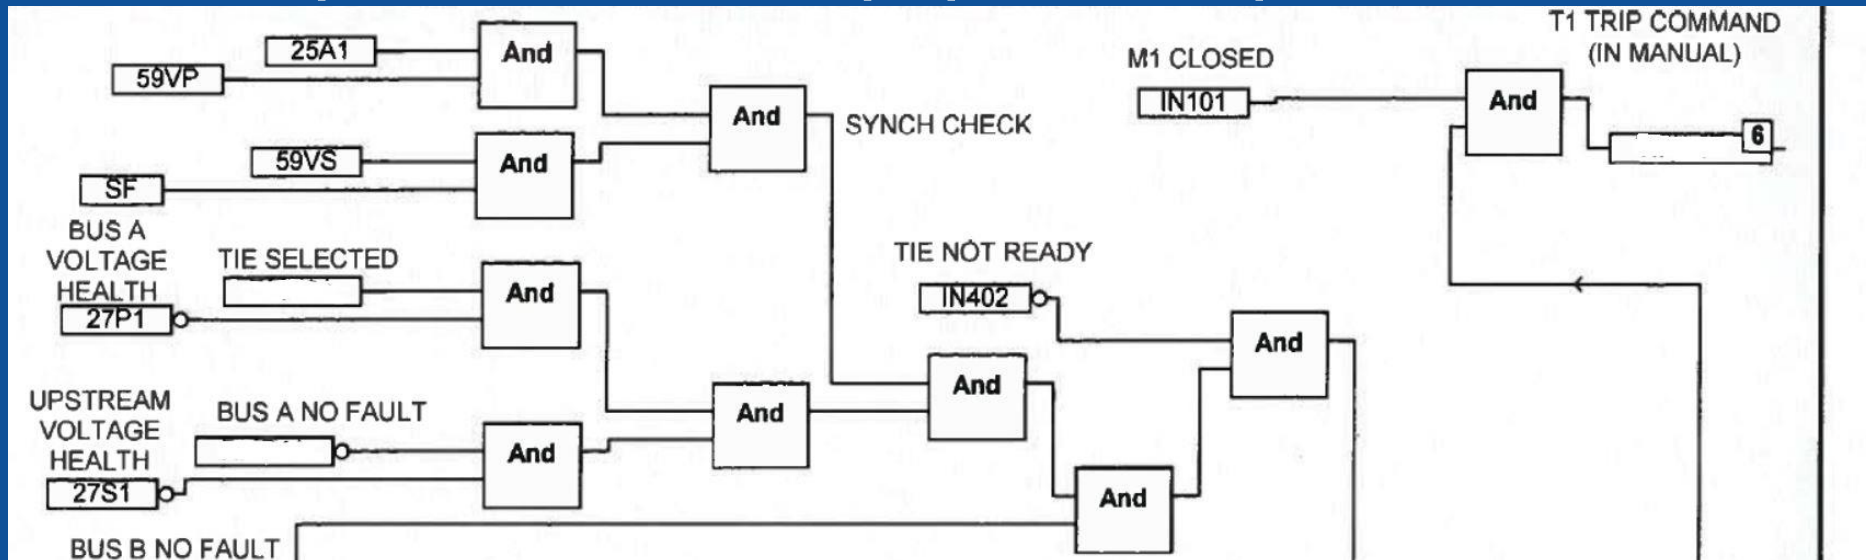 T1 TRIP COMMAND
(IN MANUAL)
25A1
And
M1 CLOSED
59VP
And
IN101
And
SYNCH CHECK
6
59VS
And
SF
BUS A
VOLTAGE
HEALTH
TIE SELECTED
TIE NOT READY
And
IN402
27P1
And
UPSTREAM
VOLTAGE
HEALTH
BUS A NO FAULT
And
And
And
27S1
And
BUS B NO FAULT